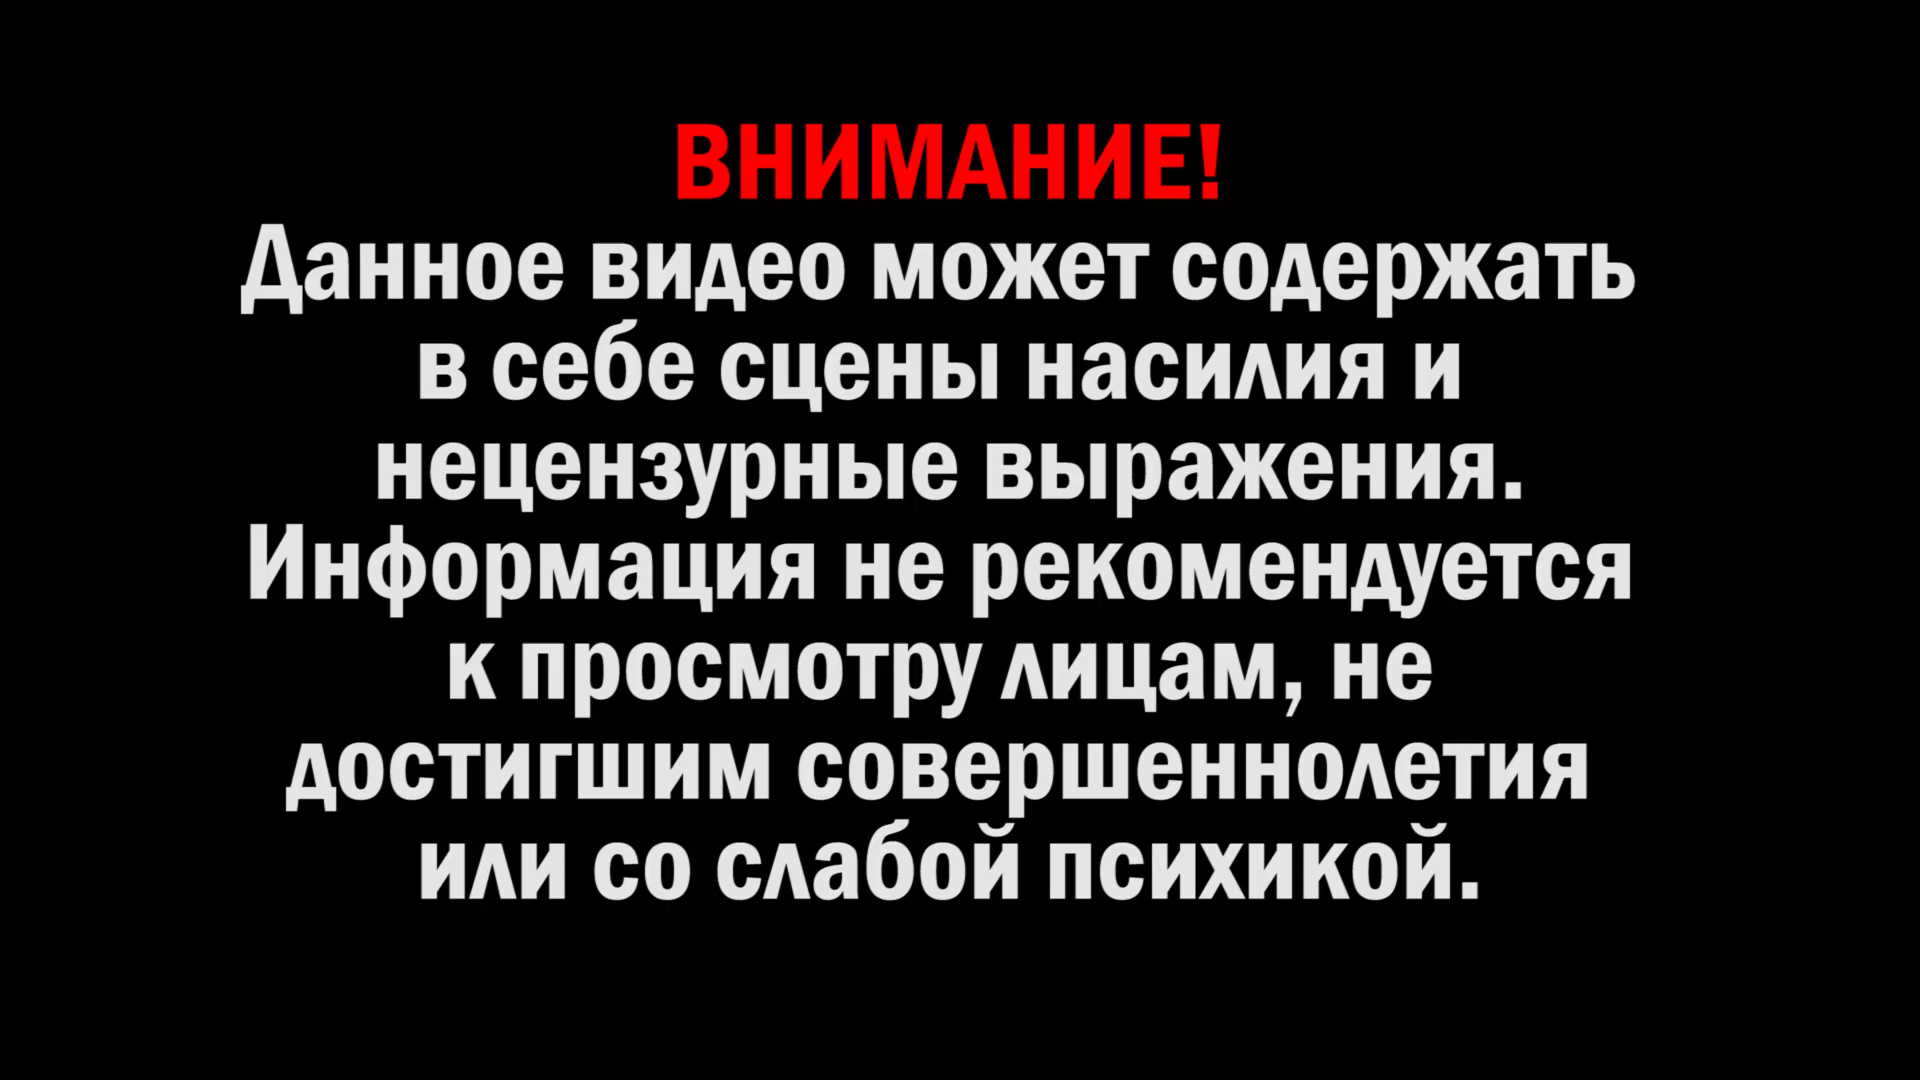 ВНИМАНИЕ!
Данное видео может содержать
в себе сцены насилия и
нецензурные выражения.
Информация не рекомендуется
к просмотру лицам, не
достигшим совершеннолетия
или со слабой психикой.